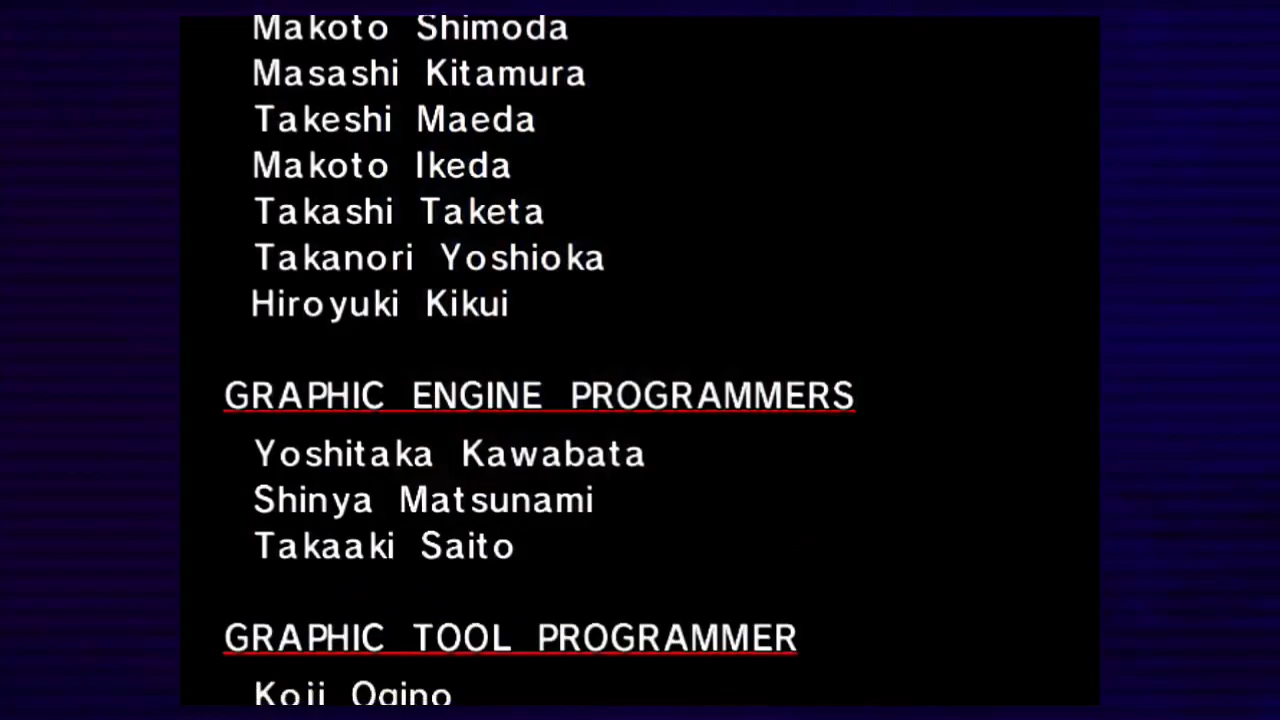 Makoto Shimoda
Masashi Kitamura
Takeshi Maeda
Makoto Ikeda
Takashi Taketa
Takanori Yoshioka
Hiroyuki Kikui
GRAPHIC ENGINE PROGRAMMERS
Yoshitaka Kawabata
Shinya Matsunami
Takaaki Saito
GRAPHIC TOOL PROGRAMMER
Koji Ogino